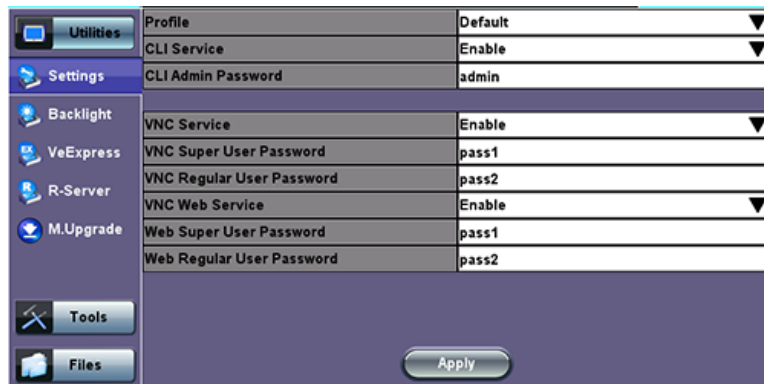 Utilities
Settings
Backlight
VeExpress
R-Server
M.Upgrade
Tools
Files
Profile Default
CLI Service Enable
CLI Admin Password admin
VNC Service Enable
VNC Super User Password pass1
VNC Regular User Password pass2
VNC Web Service Enable
Web Super User Password pass1
Web Regular User Password pass2
Apply